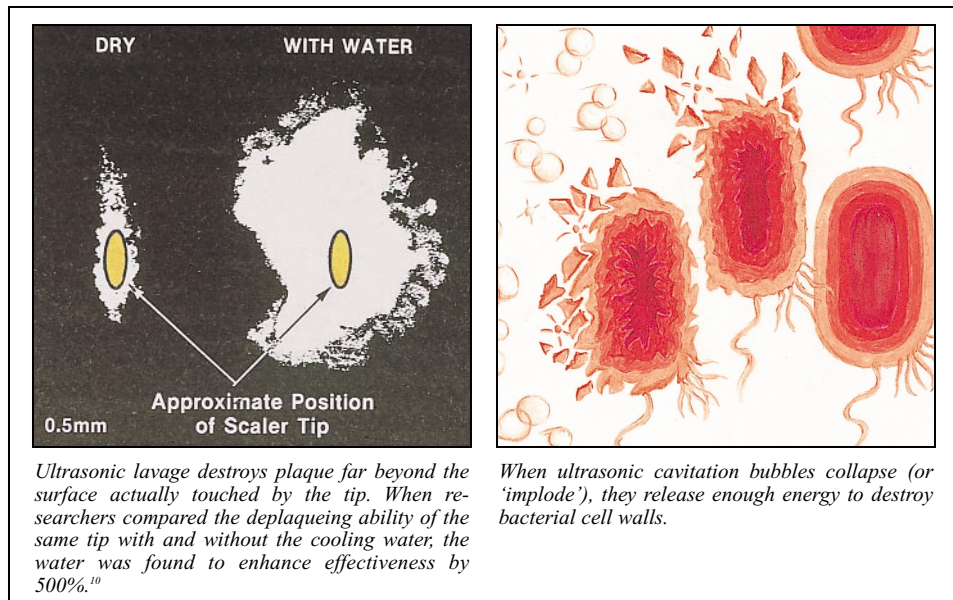 DRY
WITH WATER
Approximate Position
of Scaler Tip
0.5mm
Ultrasonic lavage destroys plaque far beyond the
surface actually touched by the tip. When re-
searchers compared the deplaqueing ability of the
same tip with and without the cooling water, the
water was found to enhance effectiveness by
500%.¹⁰
When ultrasonic cavitation bubbles collapse (or
‘implode’), they release enough energy to destroy
bacterial cell walls.